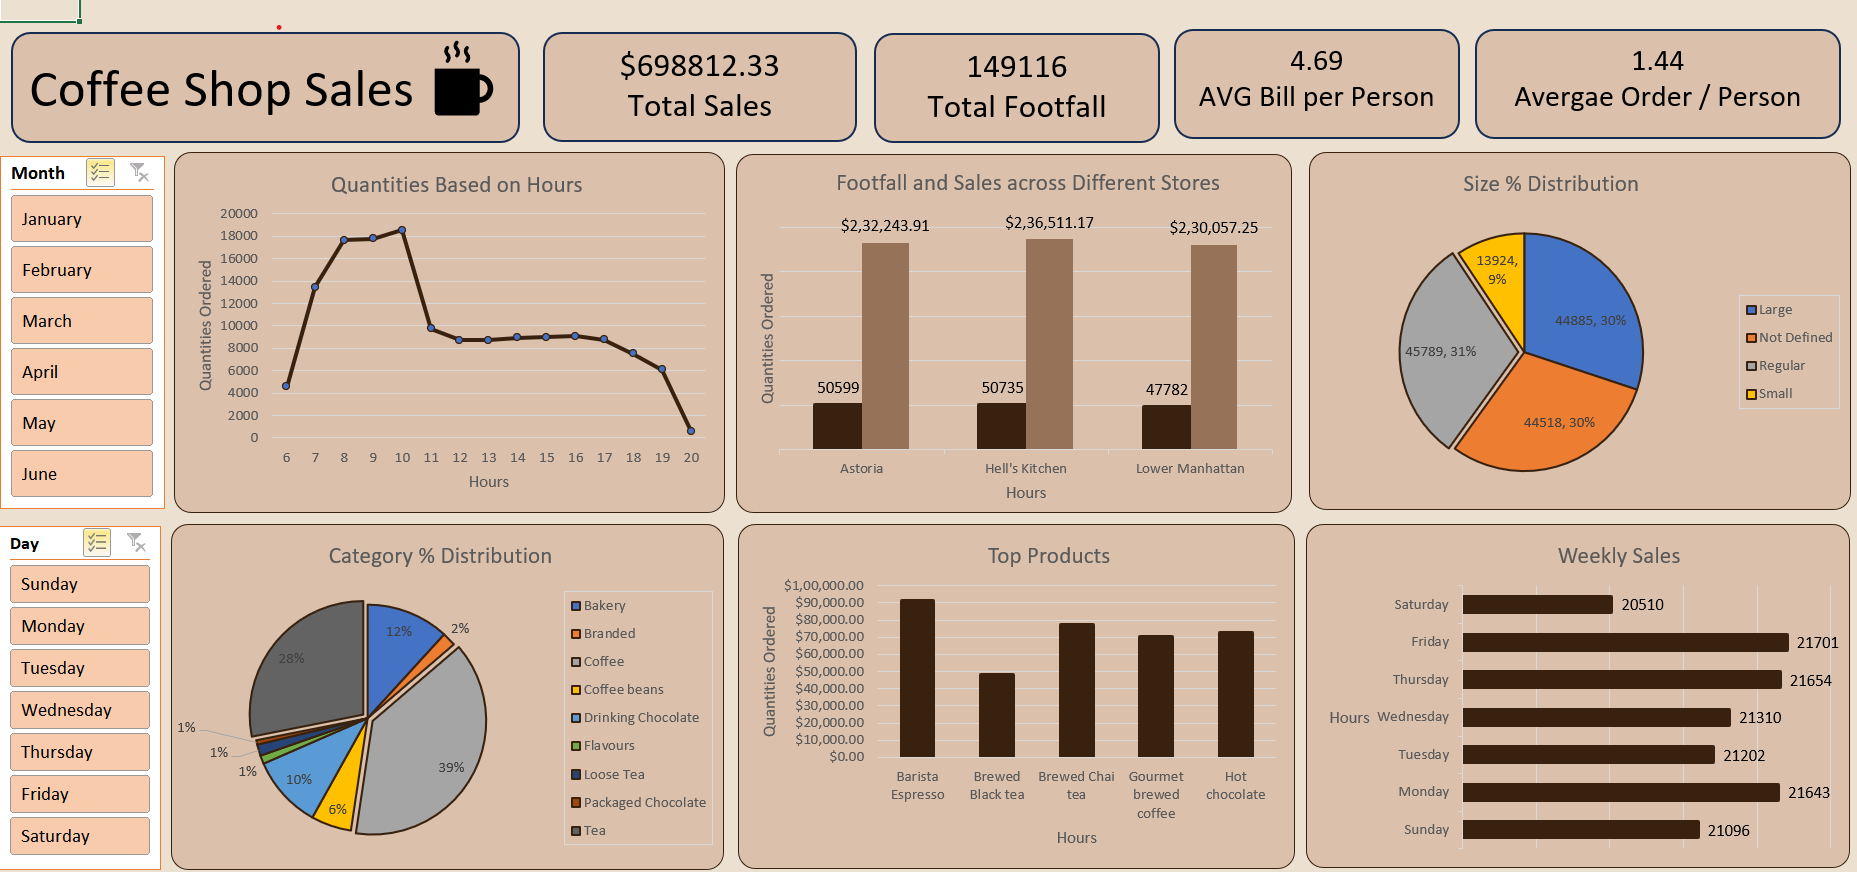 Coffee Shop Sales
$698812.33
Total Sales
149116
Total Footfall
4.69
AVG Bill per Person
1.44
Avergae Order / Person
Month
January
February
March
April
May
June
Quantities Based on Hours
Quantities Ordered
20000
18000
16000
14000
12000
10000
8000
6000
4000
2000
0
6 7 8 9 10 11 12 13 14 15 16 17 18 19 20
Hours
Footfall and Sales across Different Stores
Quantities Ordered
$2,32,243.91
$2,36,511.17
$2,30,057.25
50599
50735
47782
Astoria
Hell's Kitchen
Lower Manhattan
Hours
Size % Distribution
13924,
9%
44885, 30%
45789, 31%
44518, 30%
Large
Not Defined
Regular
Small
Day
Sunday
Monday
Tuesday
Wednesday
Thursday
Friday
Saturday
Category % Distribution
12%
2%
28%
39%
1%
1%
1%
10%
6%
Bakery
Branded
Coffee
Coffee beans
Drinking Chocolate
Flavours
Loose Tea
Packaged Chocolate
Tea
Top Products
Quantities Ordered
$1,00,000.00
$90,000.00
$80,000.00
$70,000.00
$60,000.00
$50,000.00
$40,000.00
$30,000.00
$20,000.00
$10,000.00
$0.00
Barista
Espresso
Brewed
Black tea
Brewed Chai
tea
Gourmet
brewed
coffee
Hot
chocolate
Hours
Weekly Sales
Hours
Saturday 20510
Friday 21701
Thursday 21654
Wednesday 21310
Tuesday 21202
Monday 21643
Sunday 21096